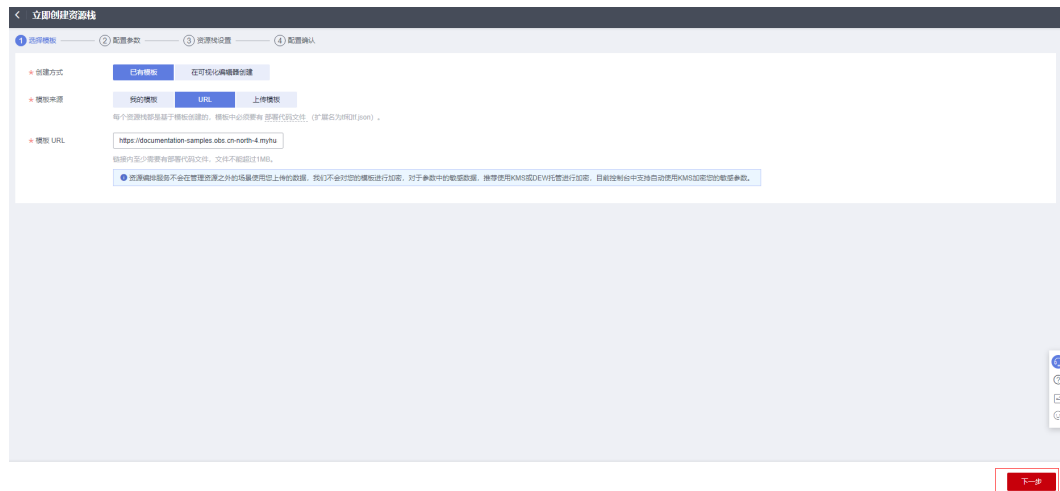 < 立即创建资源栈
1 选择模板 2 配置参数 3 资源栈设置 4 配置确认
★ 创建方式 已有模板 在可视化编辑器创建
★ 模板来源 我的模板 URL 上传模板
每个资源栈都是基于模板创建的，模板中必须要有 部署代码文件 （扩展名为tf和tf.json）。
★ 模板 URL https://documentation-samples.obs.cn-north-4.myhu
链接内至少需要有部署代码文件，文件不能超过1MB。
资源编排服务不会在管理资源之外的场景使用您上传的数据，我们不会对您的模板进行加密，对于参数中的敏感数据，推荐使用KMS或DEW托管进行加密，目前控制台中支持自动使用KMS加密您的敏感参数。
下一步